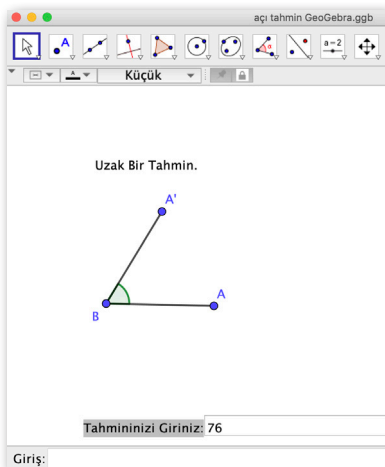 açı tahmin GeoGebra.ggb
A
a=2
A
Küçük
Uzak Bir Tahmin.
A'
A
B
Tahmininizi Giriniz: 76
Giriş: